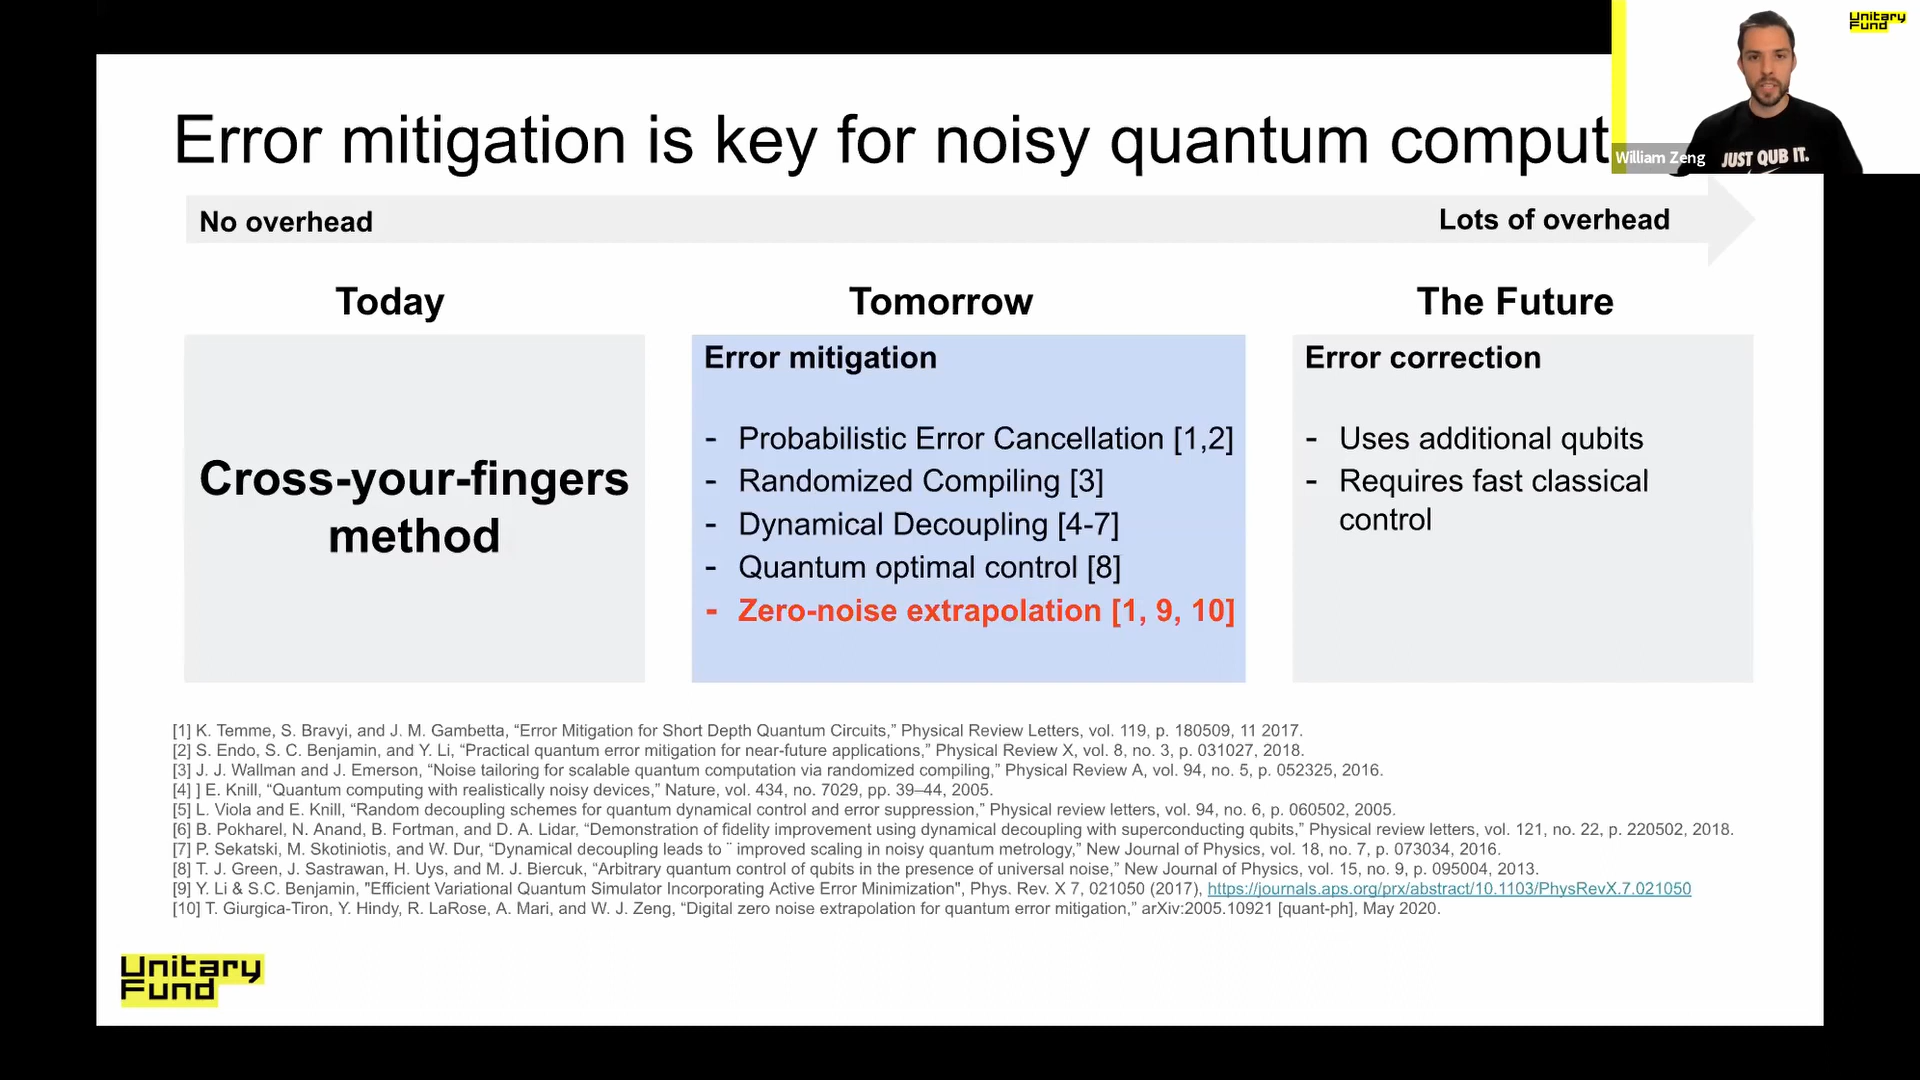 Unitary
Fund
Error mitigation is key for noisy quantum comput
William Zeng
JUST QUB IT.
No overhead
Lots of overhead
Today
Tomorrow
The Future
Cross-your-fingers
method
Error mitigation
- Probabilistic Error Cancellation [1,2]
- Randomized Compiling [3]
- Dynamical Decoupling [4-7]
- Quantum optimal control [8]
- Zero-noise extrapolation [1, 9, 10]
Error correction
- Uses additional qubits
- Requires fast classical
control
[1] K. Temme, S. Bravyi, and J. M. Gambetta, “Error Mitigation for Short Depth Quantum Circuits,” Physical Review Letters, vol. 119, p. 180509, 11 2017.
[2] S. Endo, S. C. Benjamin, and Y. Li, “Practical quantum error mitigation for near-future applications,” Physical Review X, vol. 8, no. 3, p. 031027, 2018.
[3] J. J. Wallman and J. Emerson, “Noise tailoring for scalable quantum computation via randomized compiling,” Physical Review A, vol. 94, no. 5, p. 052325, 2016.
[4] ] E. Knill, “Quantum computing with realistically noisy devices,” Nature, vol. 434, no. 7029, pp. 39–44, 2005.
[5] L. Viola and E. Knill, “Random decoupling schemes for quantum dynamical control and error suppression,” Physical review letters, vol. 94, no. 6, p. 060502, 2005.
[6] B. Pokharel, N. Anand, B. Fortman, and D. A. Lidar, “Demonstration of fidelity improvement using dynamical decoupling with superconducting qubits,” Physical review letters, vol. 121, no. 22, p. 220502, 2018.
[7] P. Sekatski, M. Skotiniotis, and W. Dur, “Dynamical decoupling leads to ¨ improved scaling in noisy quantum metrology,” New Journal of Physics, vol. 18, no. 7, p. 073034, 2016.
[8] T. J. Green, J. Sastrawan, H. Uys, and M. J. Biercuk, “Arbitrary quantum control of qubits in the presence of universal noise,” New Journal of Physics, vol. 15, no. 9, p. 095004, 2013.
[9] Y. Li & S.C. Benjamin, "Efficient Variational Quantum Simulator Incorporating Active Error Minimization", Phys. Rev. X 7, 021050 (2017), https://journals.aps.org/prx/abstract/10.1103/PhysRevX.7.021050
[10] T. Giurgica-Tiron, Y. Hindy, R. LaRose, A. Mari, and W. J. Zeng, “Digital zero noise extrapolation for quantum error mitigation,” arXiv:2005.10921 [quant-ph], May 2020.
Unitary
Fund